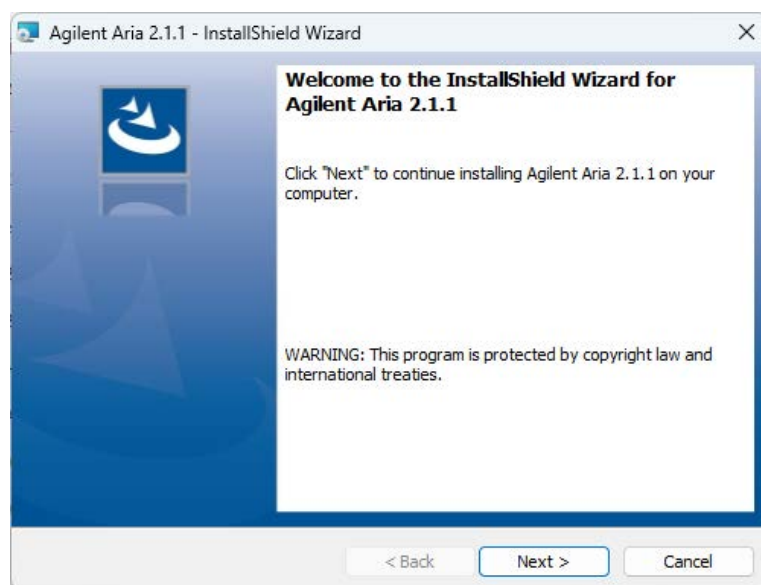 Agilent Aria 2.1.1 - InstallShield Wizard
Welcome to the InstallShield Wizard for
Agilent Aria 2.1.1
Click "Next" to continue installing Agilent Aria 2.1.1 on your
computer.
WARNING: This program is protected by copyright law and
international treaties.
< Back
Next >
Cancel